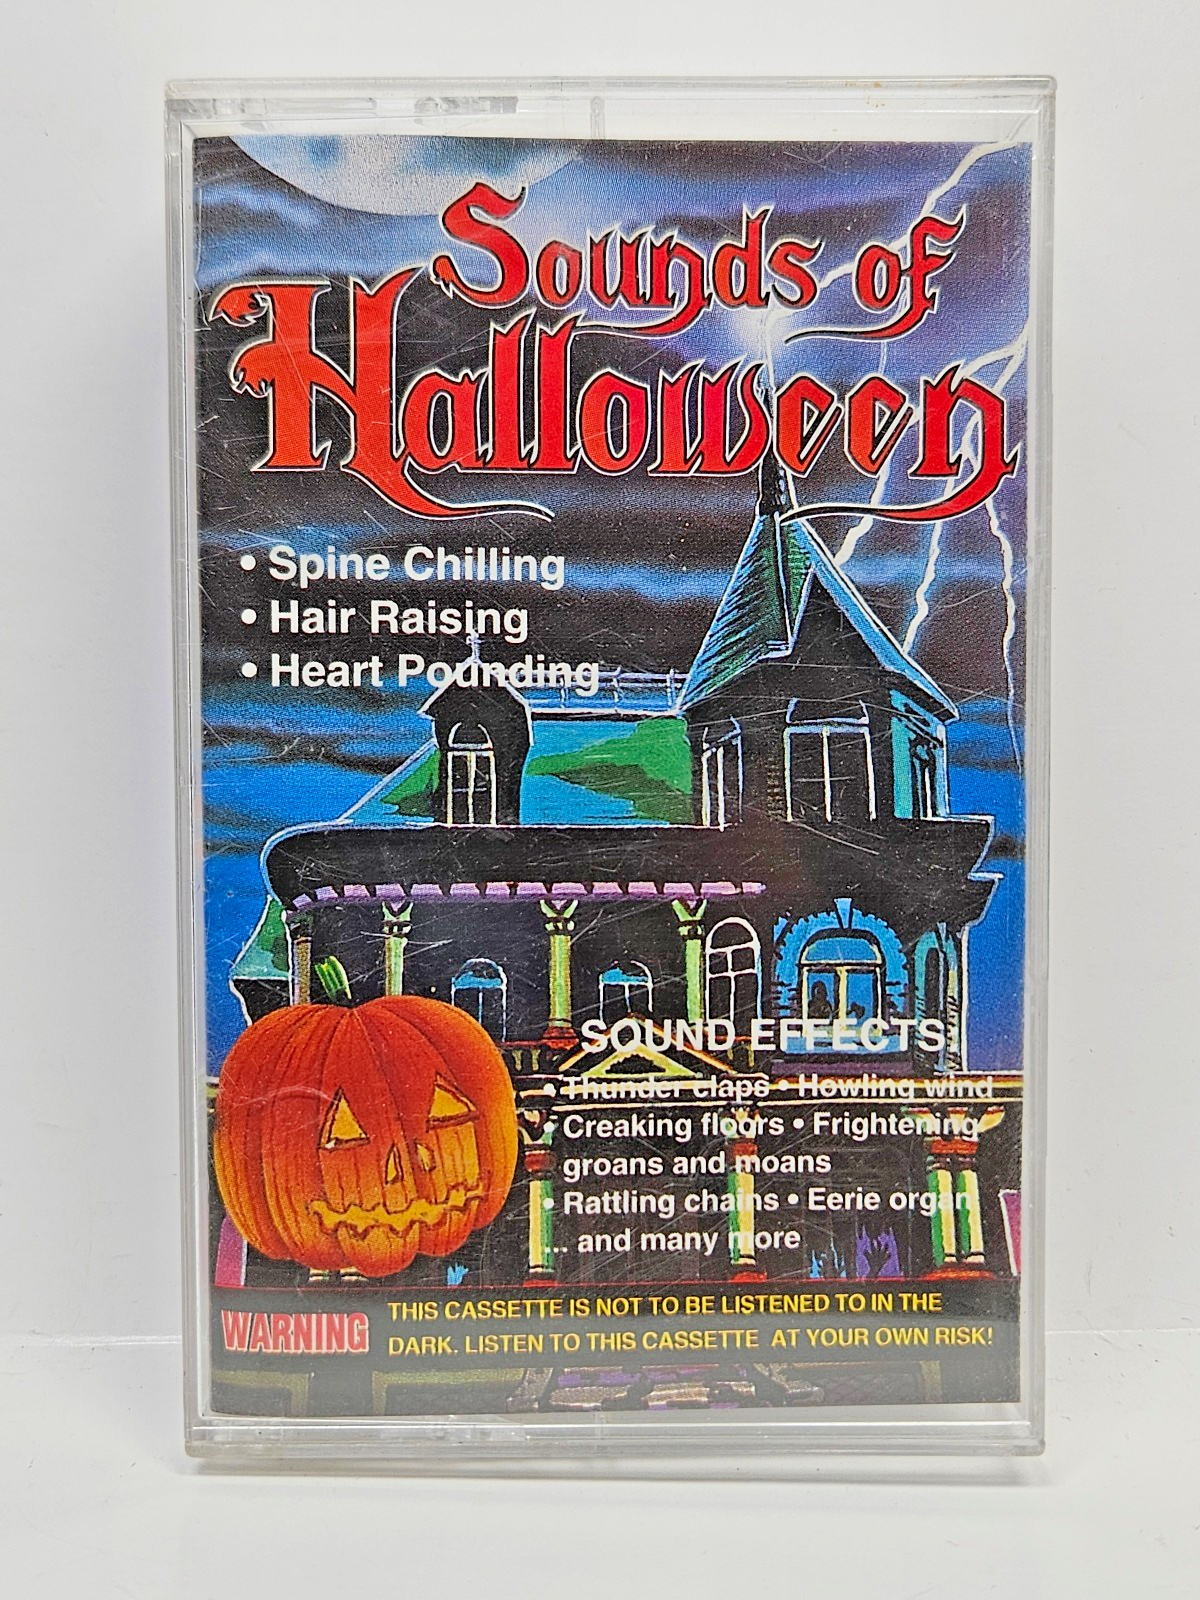 Sounds of
Halloween
• Spine Chilling
• Hair Raising
• Heart Pounding
SOUND EFFECTS
• Thunder claps • Howling wind
• Creaking floors • Frightening
groans and moans
• Rattling chains • Eerie organ
... and many more
WARNING THIS CASSETTE IS NOT TO BE LISTENED TO IN THE
DARK. LISTEN TO THIS CASSETTE AT YOUR OWN RISK!